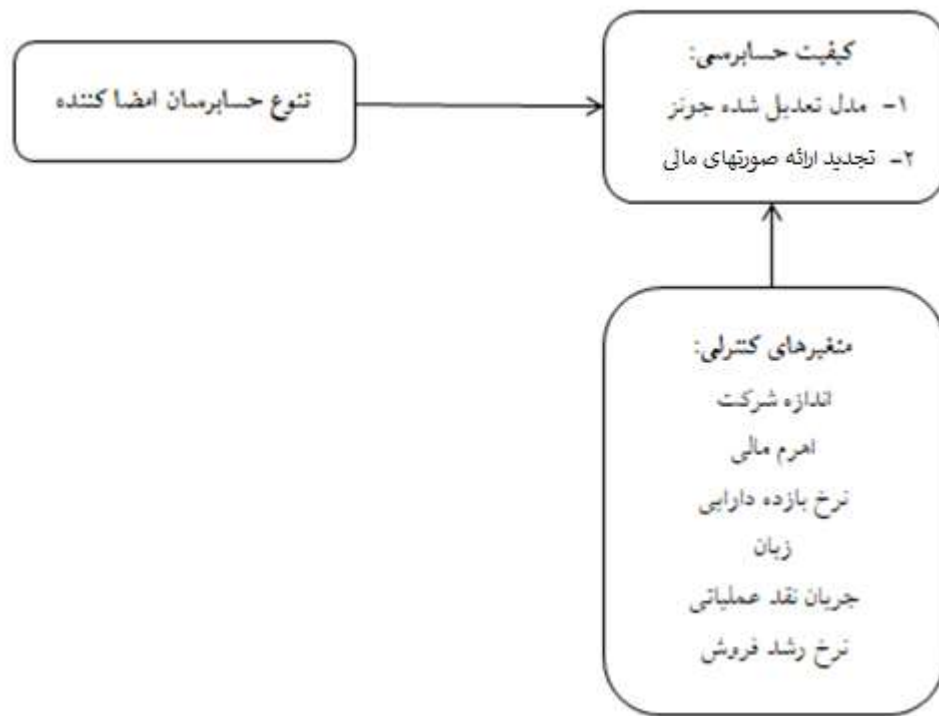 کیفیت حسابرسی:
۱- مدل تعدیل شده جونز
۲- تجدید ارائه صورتهای مالی
تنوع حسابرسان امضا کننده
متغیرهای کنترلی:
اندازه شرکت
اهرم مالی
نرخ بازده دارایی
زیان
جریان نقد عملیاتی
نرخ رشد فروش